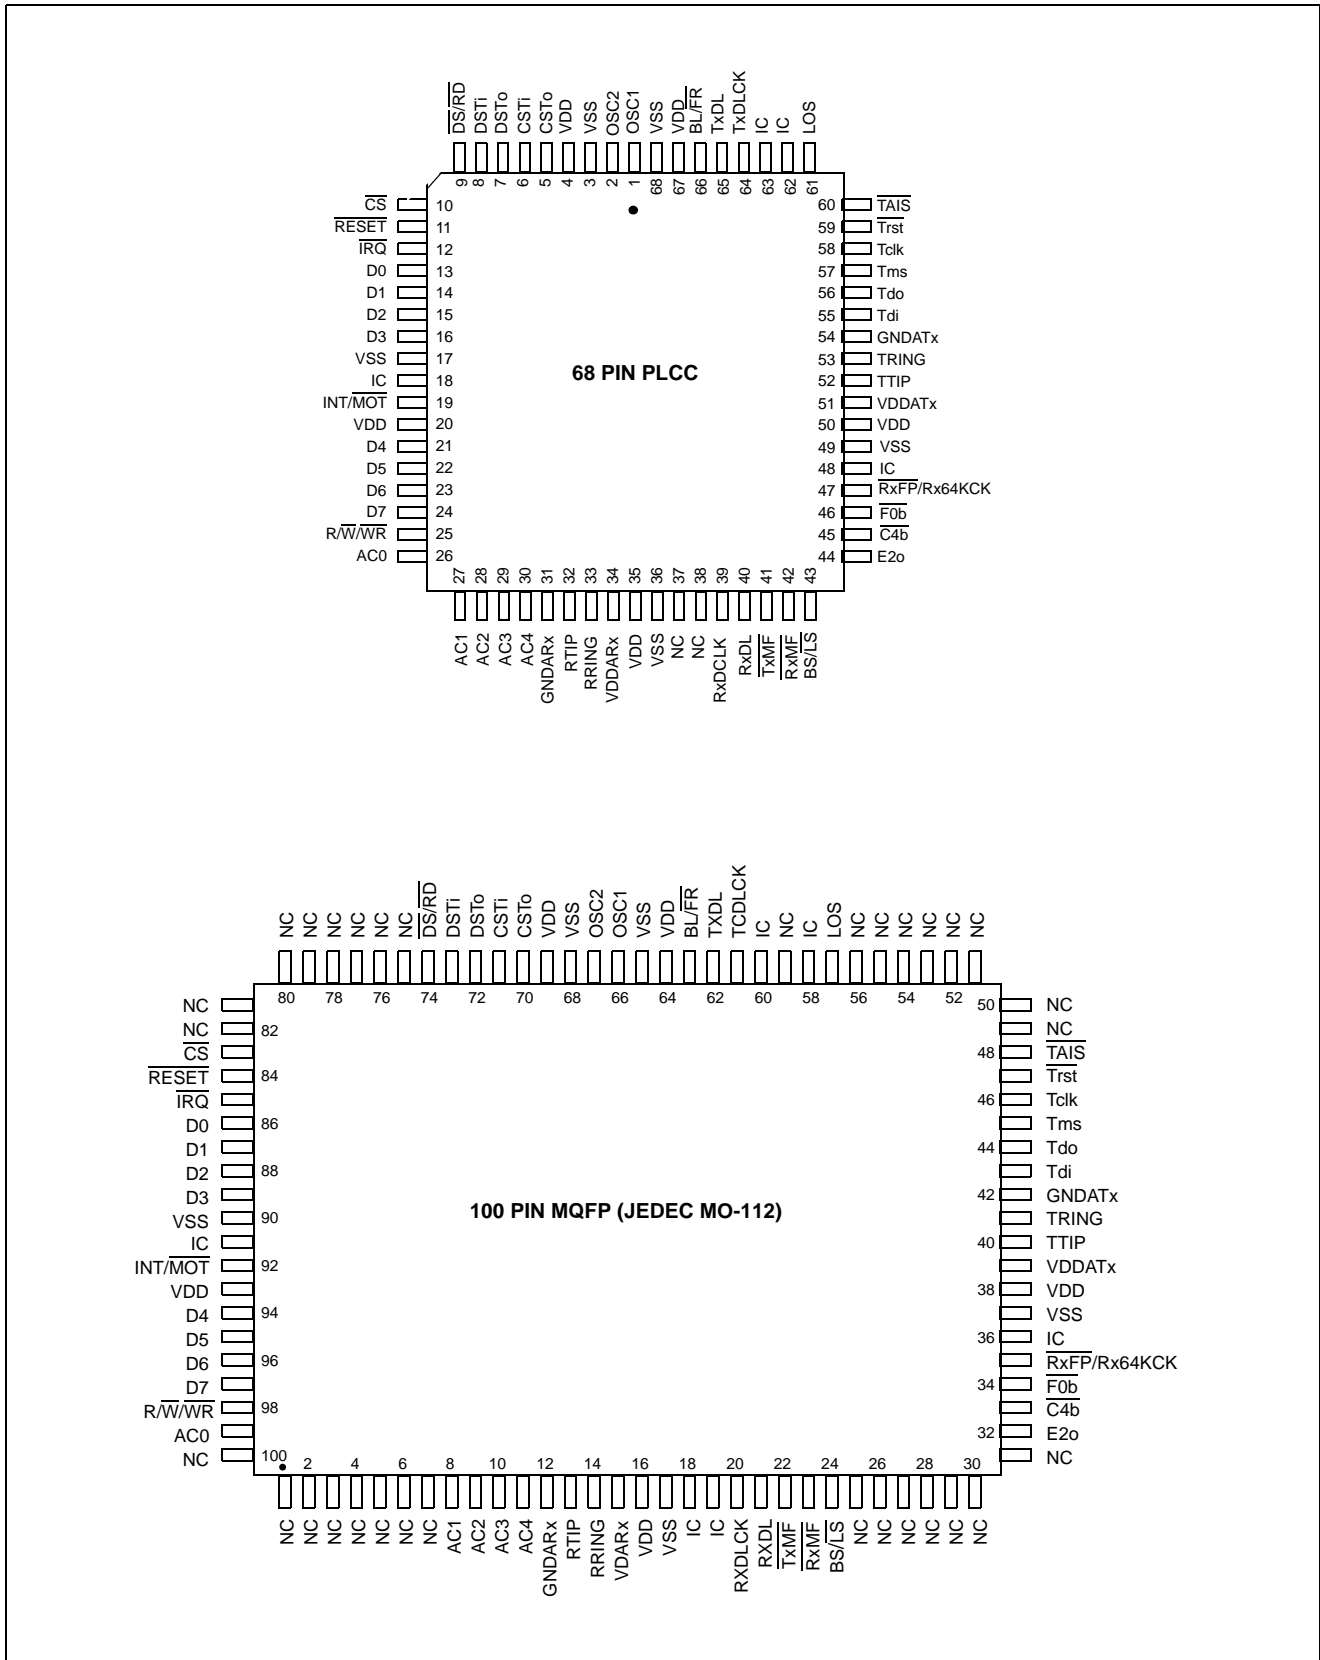 DS/RD DSTi DSTo CSTi CSTo VDD VSS OSC2 OSC1 VSS VDD BL/FR TxDL TxDLCK IC IC LOS
9 8 7 6 5 4 3 2 1 68 67 66 65 64 63 62 61
CS 10 60 TAIS
RESET 11 59 Trst
IRQ 12 58 Tclk
D0 13 57 Tms
D1 14 56 Tdo
D2 15 55 Tdi
D3 16 54 GNDATx
VSS 17 53 TRING
IC 18 52 TTIP
68 PIN PLCC
INT/MOT 19 51 VDDATx
VDD 20 50 VDD
D4 21 49 VSS
D5 22 48 IC
D6 23 47 RxFP/Rx64KCK
D7 24 46 F0b
R/W/WR 25 45 C4b
AC0 26 44 E2o
27 28 29 30 31 32 33 34 35 36 37 38 39 40 41 42 43
AC1 AC2 AC3 AC4 GNDARx RTIP RRING VDDARx VDD VSS NC NC RxDCLK RxDL TxMF RxMF BS/LS
NC NC NC NC NC NC DS/RD DSTi DSTo CSTi CSTo VDD VSS OSC2 OSC1 VSS VDD BL/FR TXDL TCDLCK IC NC IC LOS NC NC NC NC NC NC
80 78 76 74 72 70 68 66 64 62 60 58 56 54 52
NC 50 NC
NC 82 NC
CS 48 TAIS
RESET 84 Trst
IRQ 46 Tclk
D0 86 Tms
D1 44 Tdo
D2 88 Tdi
D3 42 GNDATx
100 PIN MQFP (JEDEC MO-112)
VSS 90 TRING
IC 40 TTIP
INT/MOT 92 VDDATx
VDD 38 VDD
D4 94 VSS
D5 36 IC
D6 96 RxFP/Rx64KCK
D7 34 F0b
R/W/WR 98 C4b
AC0 32 E2o
NC 100 NC
2 4 6 8 10 12 14 16 18 20 22 24 26 28 30
NC NC NC NC NC NC NC AC1 AC2 AC3 AC4 GNDARx RTIP RRING VDARx VDD VSS IC IC RXDLCK RXDL TxMF RxMF BS/LS NC NC NC NC NC NC